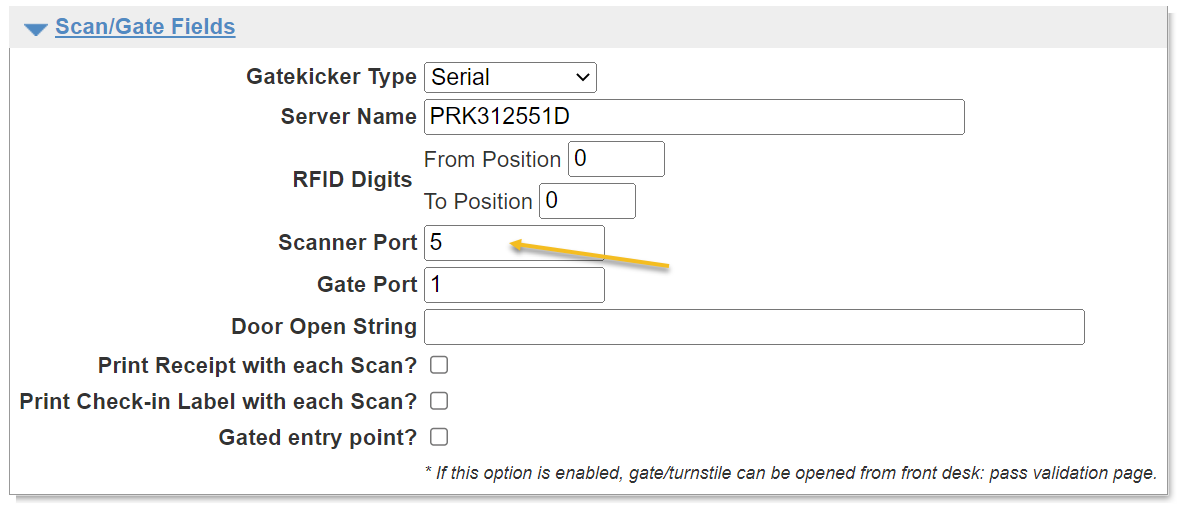 Scan/Gate Fields
Gatekicker Type Serial
Server Name PRK312551D
RFID Digits
From Position 0
To Position 0
Scanner Port 5
Gate Port 1
Door Open String
Print Receipt with each Scan?
Print Check-in Label with each Scan?
Gated entry point?
* If this option is enabled, gate/turnstile can be opened from front desk: pass validation page.